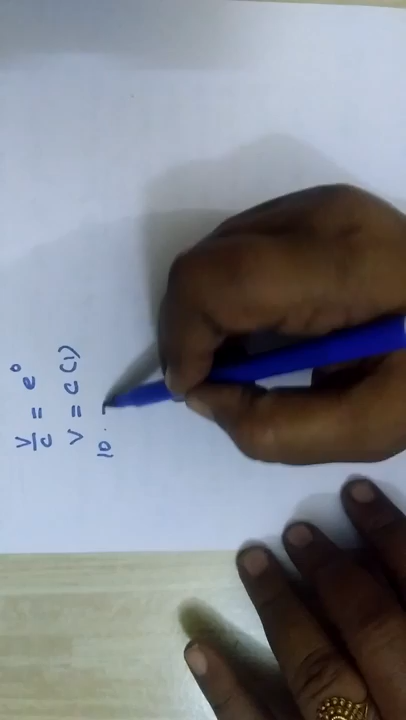 v/c = e⁰
v = c (1)
10. -